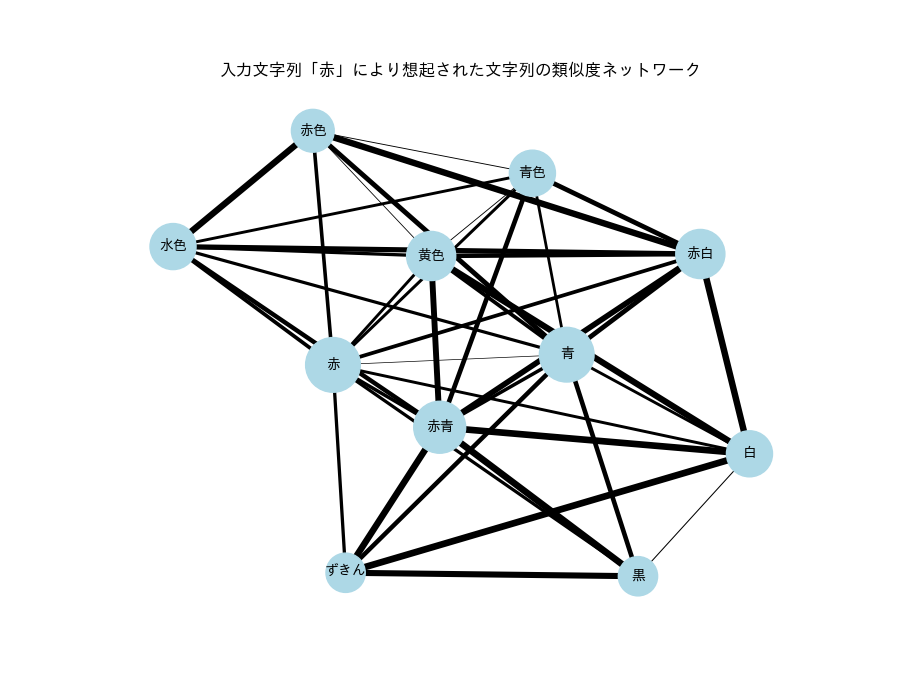 入力文字列「赤」により想起された文字列の類似度ネットワーク
赤色
青色
水色
黄色
赤白
赤
青
赤青
白
ずきん
黒